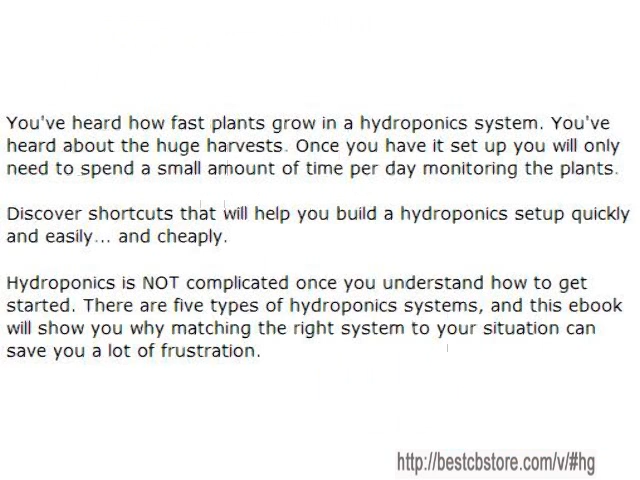 You've heard how fast plants grow in a hydroponics system. You've
heard about the huge harvests. Once you have it set up you will only
need to spend a small amount of time per day monitoring the plants.
Discover shortcuts that will help you build a hydroponics setup quickly
and easily... and cheaply.
Hydroponics is NOT complicated once you understand how to get
started. There are five types of hydroponics systems, and this ebook
will show you why matching the right system to your situation can
save you a lot of frustration.
http://bestcbstore.com/v/#hg